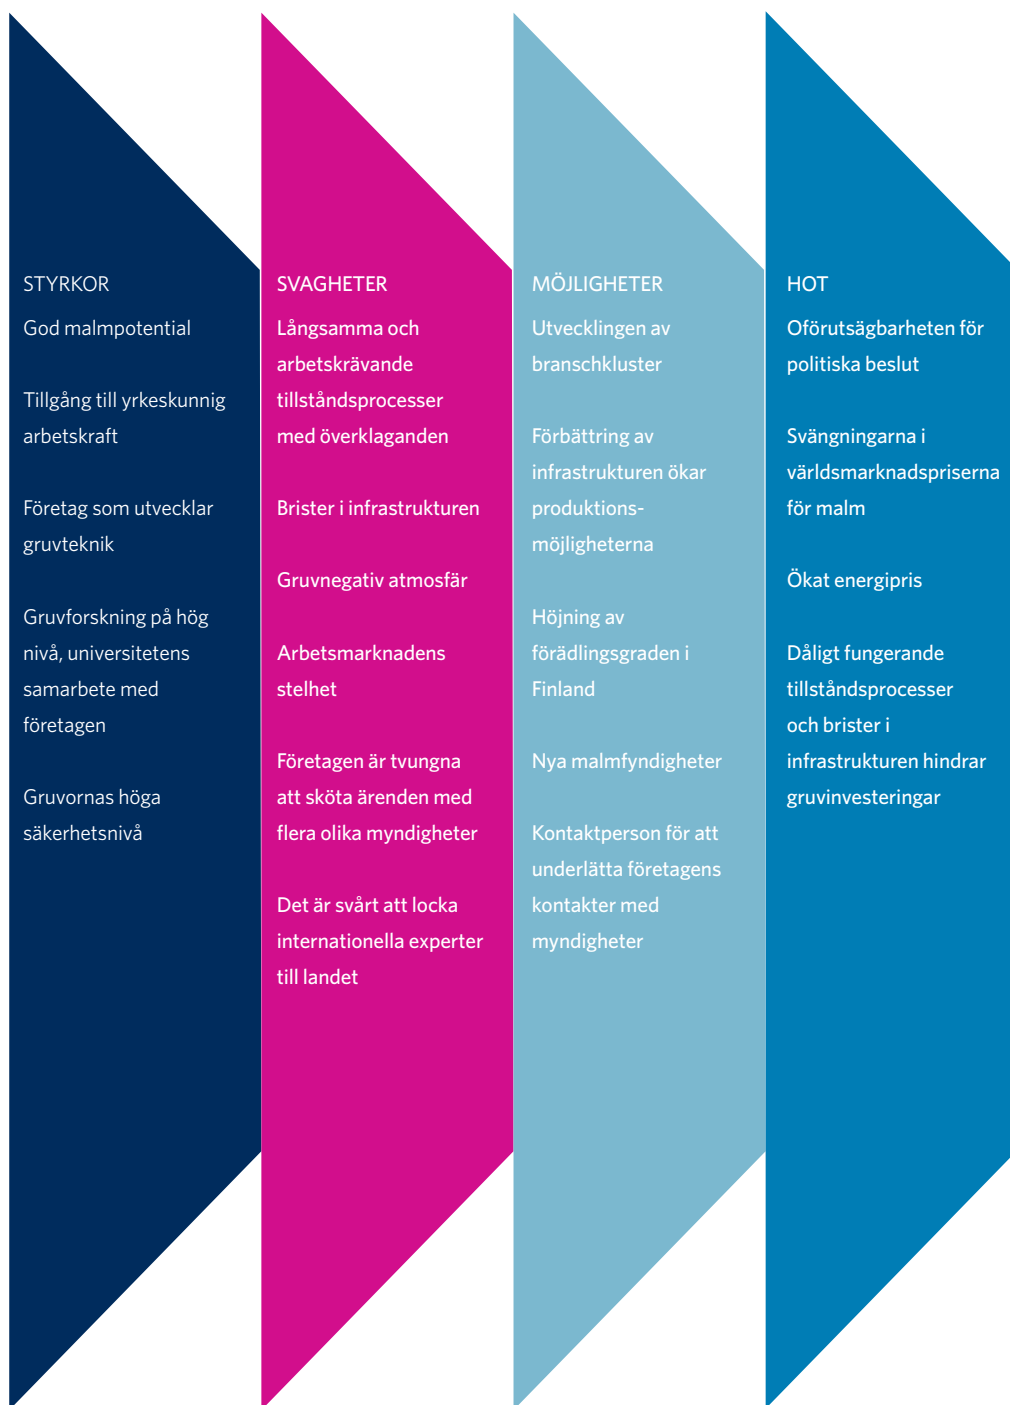 STYRKOR
God malmpotential
Tillgång till yrkeskunnig
arbetskraft
Företag som utvecklar
gruvteknik
Gruvforskning på hög
nivå, universitetens
samarbete med
företagen
Gruvornas höga
säkerhetsnivå
SVAGHETER
Långsamma och
arbetskrävande
tillståndsprocesser
med överklaganden
Brister i infrastrukturen
Gruvnegativ atmosfär
Arbetsmarknadens
stelhet
Företagen är tvungna
att sköta ärenden med
flera olika myndigheter
Det är svårt att locka
internationella experter
till landet
MÖJLIGHETER
Utvecklingen av
branschkluster
Förbättring av
infrastrukturen ökar
produktions-
möjligheterna
Höjning av
förädlingsgraden i
Finland
Nya malmfyndigheter
Kontaktperson för att
underlätta företagens
kontakter med
myndigheter
HOT
Oförutsägbarheten för
politiska beslut
Svängningarna i
världsmarknadspriserna
för malm
Ökat energipris
Dåligt fungerande
tillståndsprocesser
och brister i
infrastrukturen hindrar
gruvinvesteringar